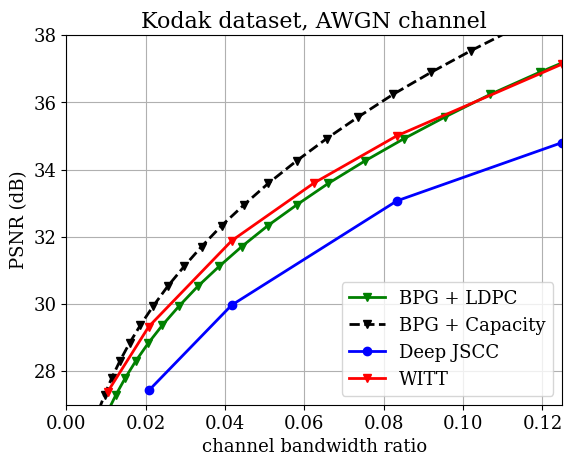 Kodak dataset, AWGN channel
38
36
34
32
30
28
PSNR (dB)
BPG + LDPC
BPG + Capacity
Deep JSCC
WITT
0.00 0.02 0.04 0.06 0.08 0.10 0.12
channel bandwidth ratio